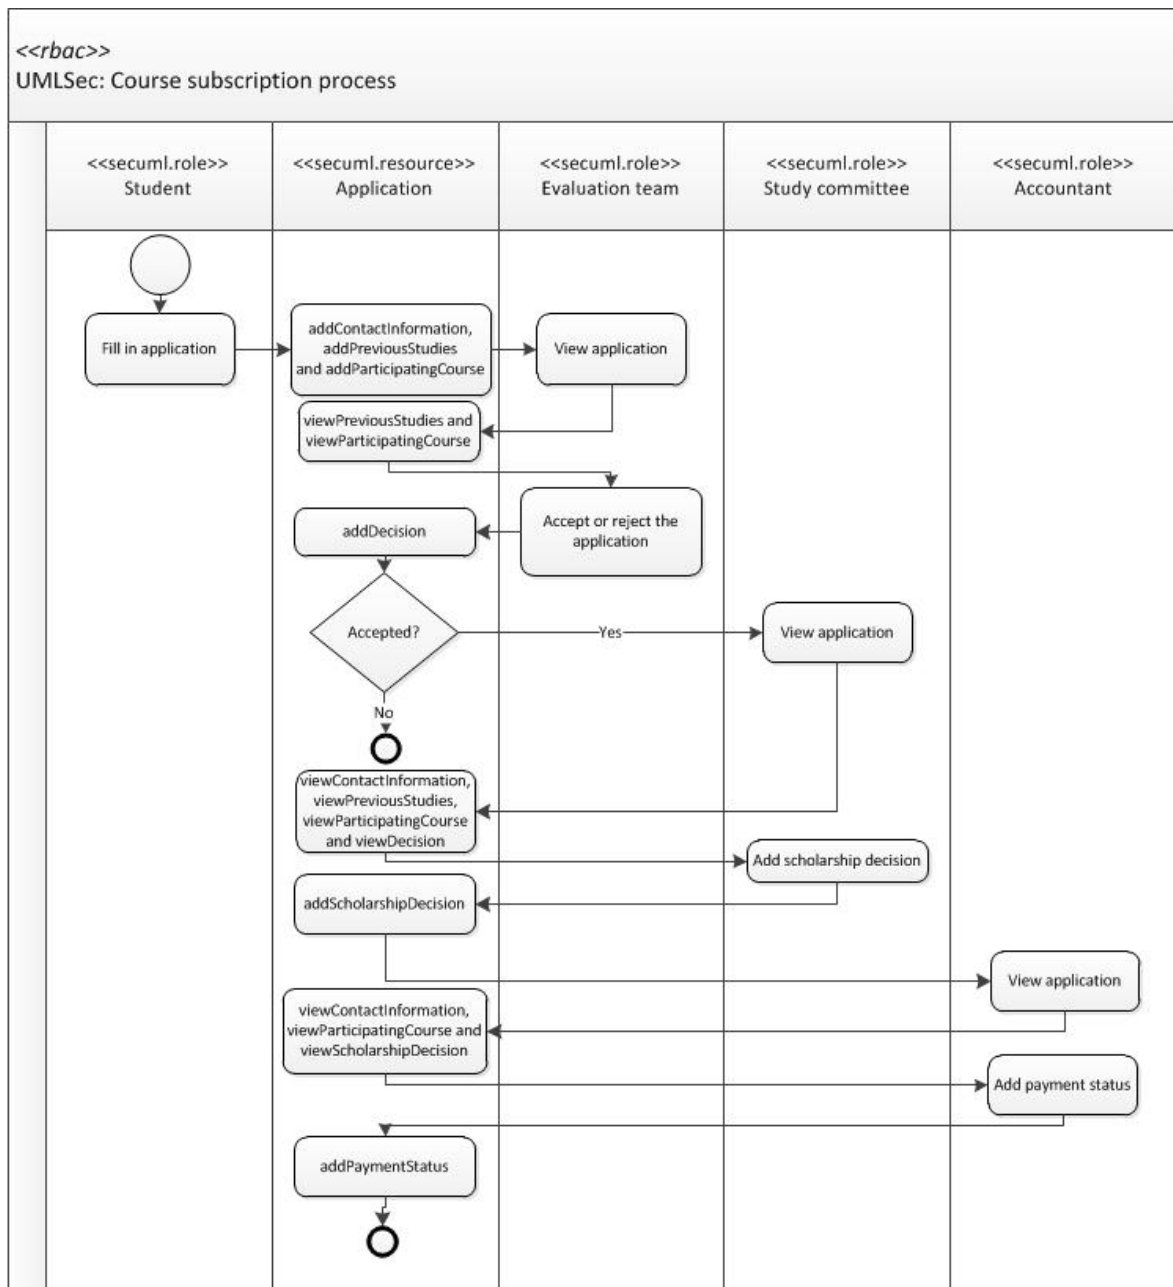 <<rbac>>
UMLSec: Course subscription process
<<secuml.role>>
Student
<<secuml.resource>>
Application
<<secuml.role>>
Evaluation team
<<secuml.role>>
Study committee
<<secuml.role>>
Accountant
Fill in application
addContactInformation,
addPreviousStudies
and addParticipatingCourse
View application
viewPreviousStudies and
viewParticipatingCourse
Accept or reject the
application
addDecision
Accepted?
Yes
View application
No
viewContactInformation,
viewPreviousStudies,
viewParticipatingCourse
and viewDecision
Add scholarship decision
addScholarshipDecision
View application
viewContactInformation,
viewParticipatingCourse and
viewScholarshipDecision
Add payment status
addPaymentStatus